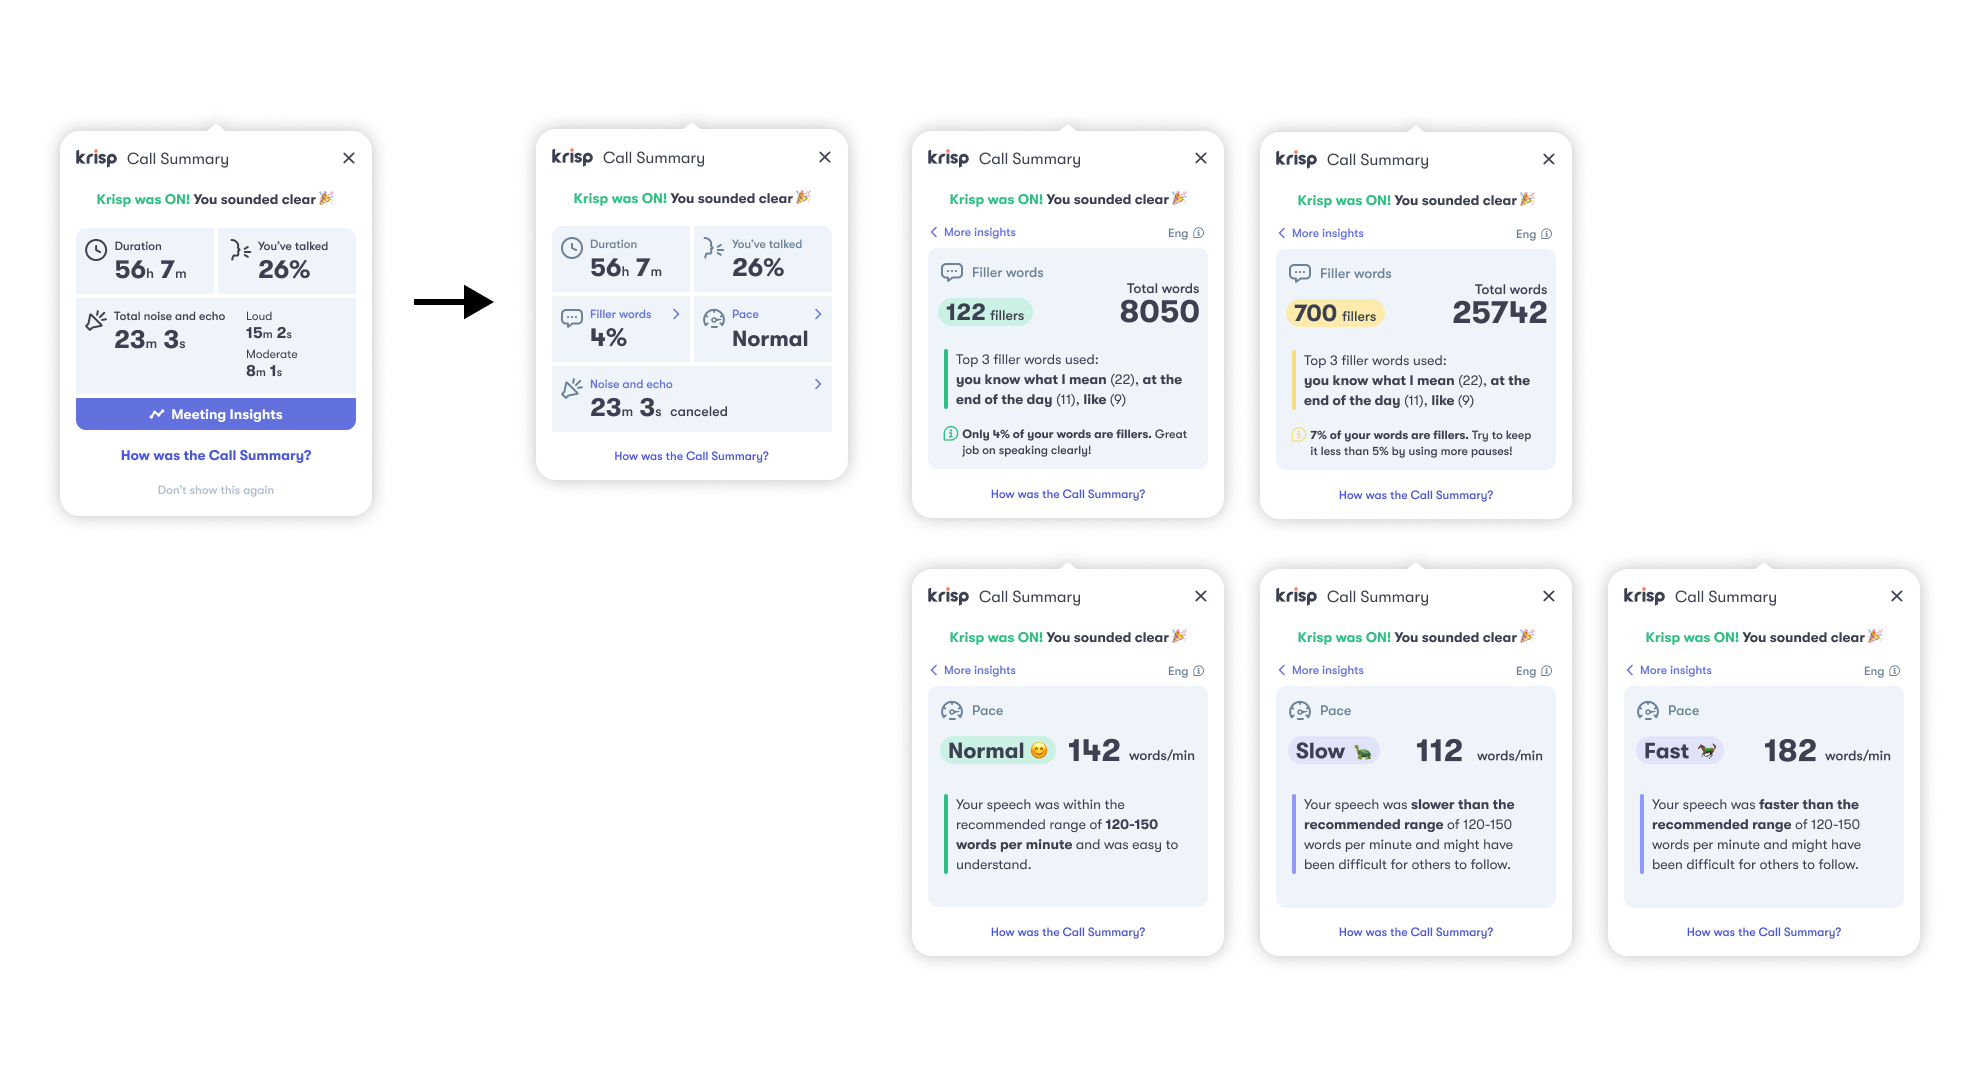 krisp Call Summary
Krisp was ON! You sounded clear
Duration
56h 7m
You've talked
26%
Total noise and echo
23m 3s
Loud
15m 2s
Moderate
8m 1s
Meeting Insights
How was the Call Summary?
Don't show this again
krisp Call Summary
Krisp was ON! You sounded clear
Duration
56h 7m
You've talked
26%
Filler words
4%
Pace
Normal
Noise and echo
23m 3s canceled
How was the Call Summary?
krisp Call Summary
Krisp was ON! You sounded clear
More insights
Eng
Filler words
122 fillers
Total words
8050
Top 3 filler words used:
you know what I mean (22), at the
end of the day (11), like (9)
Only 4% of your words are fillers. Great
job on speaking clearly!
How was the Call Summary?
krisp Call Summary
Krisp was ON! You sounded clear
More insights
Eng
Filler words
700 fillers
Total words
25742
Top 3 filler words used:
you know what I mean (22), at the
end of the day (11), like (9)
7% of your words are fillers. Try to keep
it less than 5% by using more pauses!
How was the Call Summary?
krisp Call Summary
Krisp was ON! You sounded clear
More insights
Eng
Pace
Normal
142 words/min
Your speech was within the
recommended range of 120-150
words per minute and was easy to
understand.
How was the Call Summary?
krisp Call Summary
Krisp was ON! You sounded clear
More insights
Eng
Pace
Slow
112 words/min
Your speech was slower than the
recommended range of 120-150
words per minute and might have
been difficult for others to follow.
How was the Call Summary?
krisp Call Summary
Krisp was ON! You sounded clear
More insights
Eng
Pace
Fast
182 words/min
Your speech was faster than the
recommended range of 120-150
words per minute and might have
been difficult for others to follow.
How was the Call Summary?